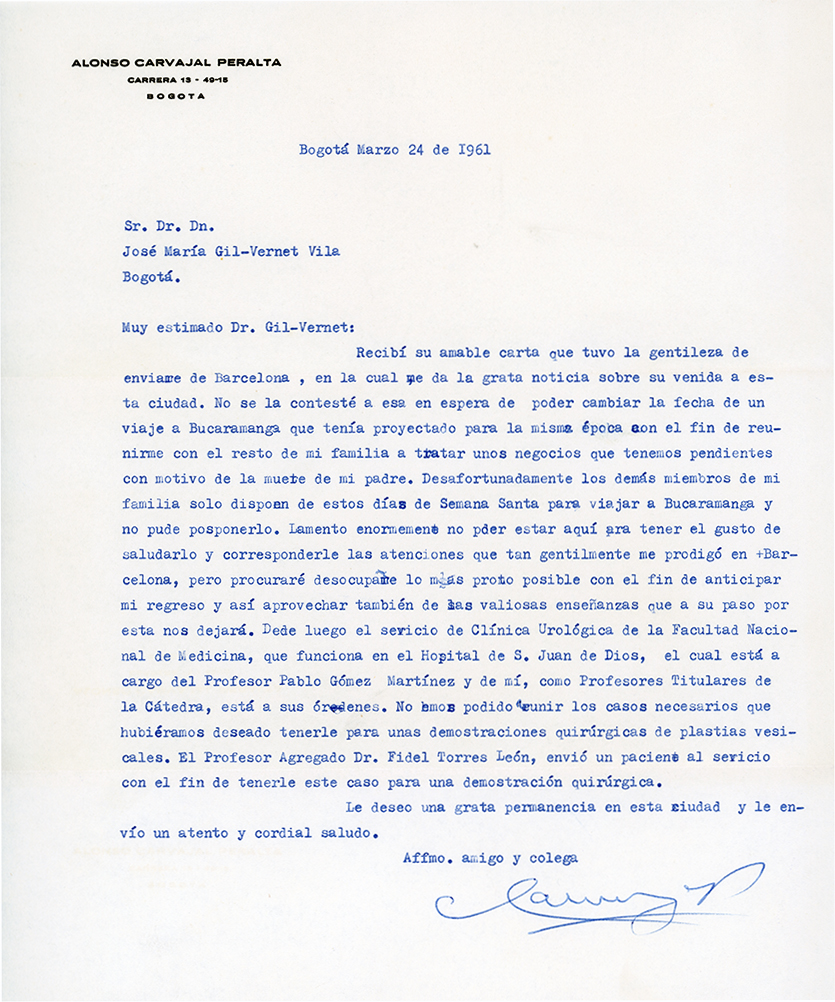 ALONSO CARVAJAL PERALTA
CARRERA 13 - 49-15
BOGOTA
Bogotá Marzo 24 de I96I
Sr. Dr. Dn.
José María Gil-Vernet Vila
Bogotá.
Muy estimado Dr. Gil-Vernet:
Recibí su amable carta que tuvo la gentileza de
enviarme de Barcelona , en la cual me da la grata noticia sobre su venida a es-
ta ciudad. No se la contesté a esa en espera de poder cambiar la fecha de un
viaje a Bucaramanga que tenía proyectado para la misma época con el fin de reu-
nirme con el resto de mi familia a tratar unos negocios que tenemos pendientes
con motivo de la muete de mi padre. Desafortunadamente los demás miembros de mi
familia solo dispoen de estos días de Semana Santa para viajar a Bucaramanga y
no pude posponerlo. Lamento enormement no pder estar aquí ara tener el gusto de
saludarlo y corresponderle las atenciones que tan gentilmente me prodigó en +Bar-
celona, pero procuraré desocuparme lo más proto posible con el fin de anticipar
mi regreso y así aprovechar también de las valiosas enseñanzas que a su paso por
esta nos dejará. Dede luego el sericio de Clínica Urológica de la Facultad Nacio-
nal de Medicina, que funciona en el Hopital de S. Juan de Dios, el cual está a
cargo del Profesor Pablo Gómez Martínez y de mí, como Profesores Titulares de
la Cátedra, está a sus órdenes. No hmos podido reunir los casos necesarios que
hubiéramos deseado tenerle para unas demostraciones quirúrgicas de plastias vesi-
cales. El Profesor Agregado Dr. Fidel Torres León, envió un pacient al sericio
con el fin de tenerle este caso para una demostración quirúrgica.
Le deseo una grata permanencia en esta ciudad y le en-
vío un atento y cordial saludo.
Affmo. amigo y colega